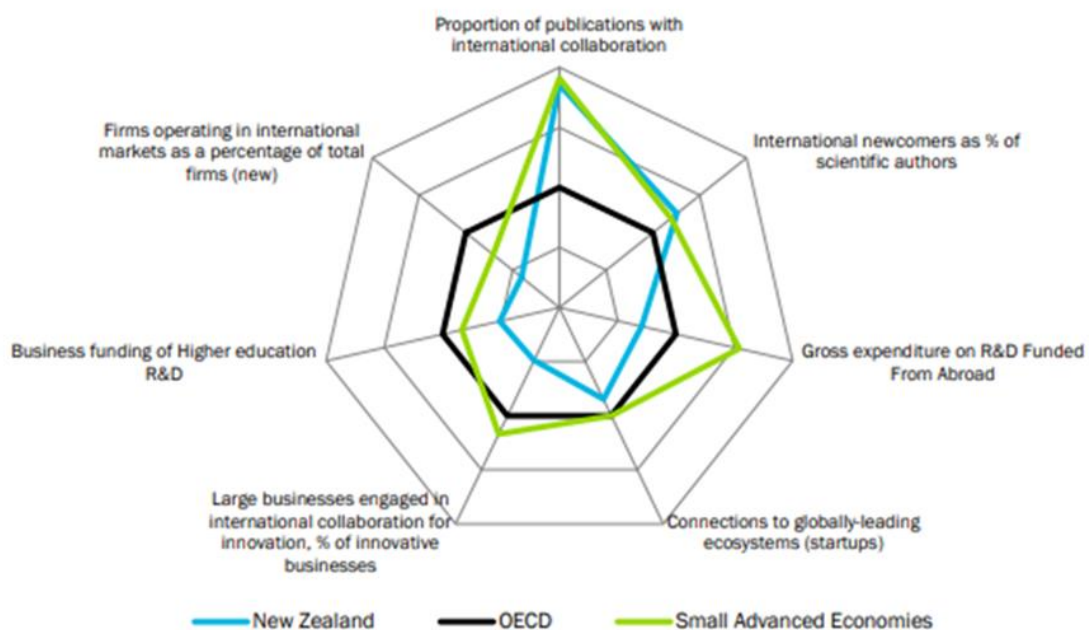 Proportion of publications with
international collaboration
Firms operating in international
markets as a percentage of total
firms (new)
International newcomers as % of
scientific authors
Business funding of Higher education
R&D
Gross expenditure on R&D Funded
From Abroad
Large businesses engaged in
international collaboration for
innovation, % of innovative
businesses
Connections to globally-leading
ecosystems (startups)
New Zealand
OECD
Small Advanced Economies